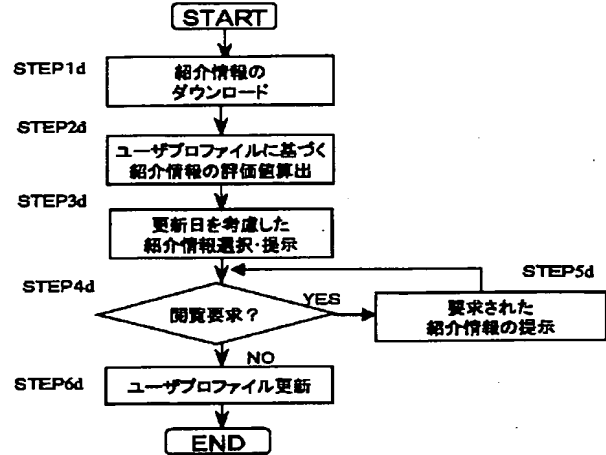 START
STEP1d
紹介情報の
ダウンロード
STEP2d
ユーザプロファイルに基づく
紹介情報の評価値算出
STEP3d
更新日を考慮した
紹介情報選択・提示
STEP4d
閲覧要求？
YES
STEP5d
要求された
紹介情報の提示
NO
STEP6d
ユーザプロファイル更新
END